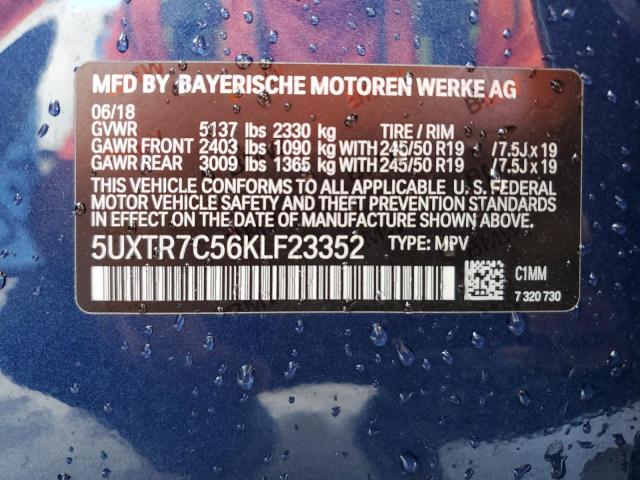 MFD BY BAYERISCHE MOTOREN WERKE AG
06/18
GVWR 5137 lbs 2330 kg TIRE / RIM
GAWR FRONT 2403 lbs 1090 kg WITH 245/50 R19 /7.5J x 19
GAWR REAR 3009 lbs 1365 kg WITH 245/50 R19 /7.5J x 19
THIS VEHICLE CONFORMS TO ALL APPLICABLE U. S. FEDERAL
MOTOR VEHICLE SAFETY AND THEFT PREVENTION STANDARDS
IN EFFECT ON THE DATE OF MANUFACTURE SHOWN ABOVE.
5UXTR7C56KLF23352 TYPE: MPV
C1MM
7 320 730